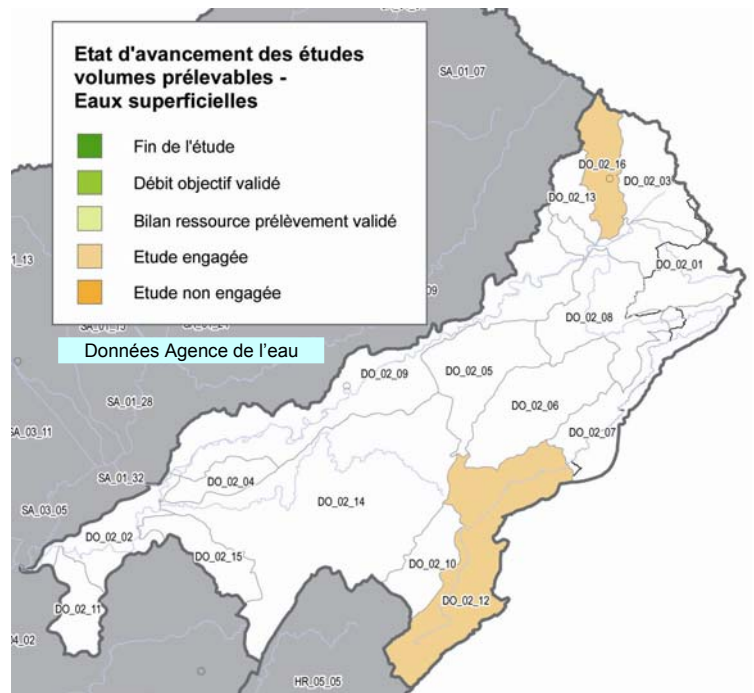 Etat d'avancement des études
volumes prélevables -
Eaux superficielles
Fin de l'étude
Débit objectif validé
Bilan ressource prélèvement validé
Etude engagée
Etude non engagée
Données Agence de l'eau
SA_01_07
DO_02_16
DO_02_03
DO_02_13
DO_02_01
DO_02_08
DO_02_09
DO_02_05
DO_02_06
DO_02_07
SA_01_28
SA_03_11
SA_01_32
DO_02_04
DO_02_14
SA_03_05
DO_02_02
DO_02_15
DO_02_10
DO_02_11
DO_02_12
HR_05_05